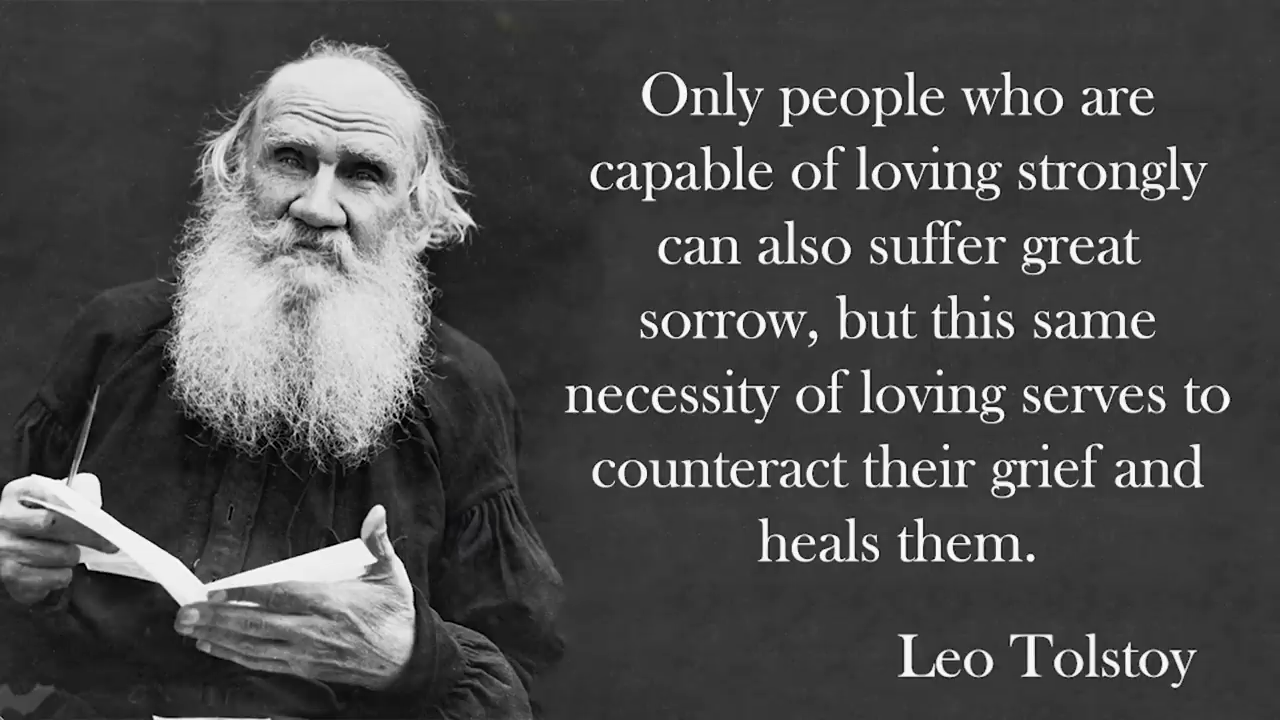 Only people who are
capable of loving strongly
can also suffer great
sorrow, but this same
necessity of loving serves to
counteract their grief and
heals them.
Leo Tolstoy